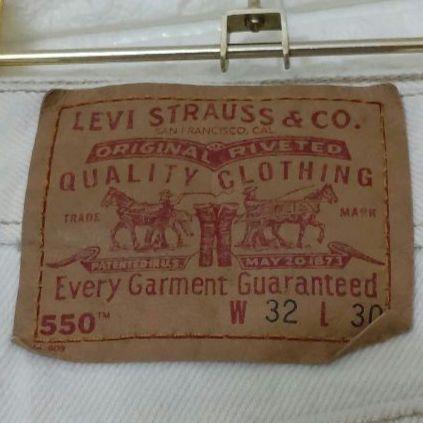 LEVI STRAUSS & CO.
SAN FRANCISCO, CAL.
ORIGINAL RIVETED
QUALITY CLOTHING
TRADE MARK
PATENTED IN U.S. MAY 20 1873
Every Garment Guaranteed
550™ W 32 L 30